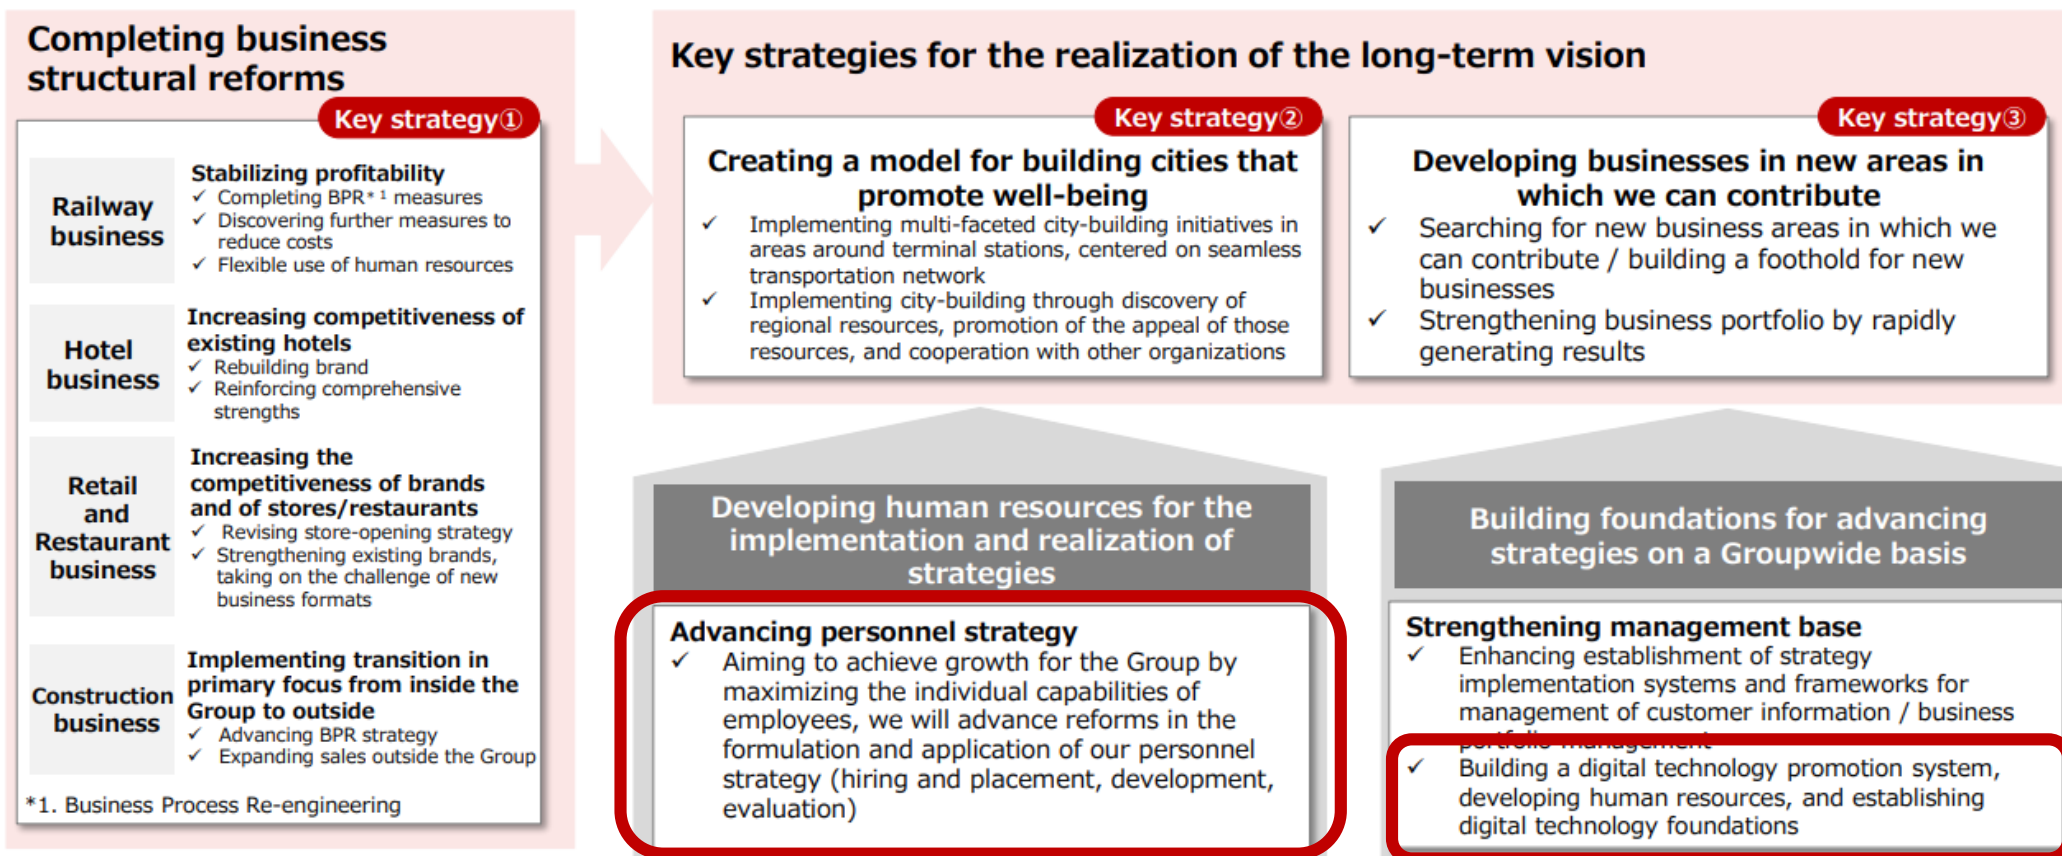 Completing business
structural reforms
Key strategy①
Railway
business
Stabilizing profitability
✓ Completing BPR*1 measures
✓ Discovering further measures to
reduce costs
✓ Flexible use of human resources
Hotel
business
Increasing competitiveness of
existing hotels
✓ Rebuilding brand
✓ Reinforcing comprehensive
strengths
Retail
and
Restaurant
business
Increasing the
competitiveness of brands
and of stores/restaurants
✓ Revising store-opening strategy
✓ Strengthening existing brands,
taking on the challenge of new
business formats
Construction
business
Implementing transition in
primary focus from inside the
Group to outside
✓ Advancing BPR strategy
✓ Expanding sales outside the Group
*1. Business Process Re-engineering
Key strategies for the realization of the long-term vision
Key strategy②
Creating a model for building cities that
promote well-being
✓ Implementing multi-faceted city-building initiatives in
areas around terminal stations, centered on seamless
transportation network
✓ Implementing city-building through discovery of
regional resources, promotion of the appeal of those
resources, and cooperation with other organizations
Key strategy③
Developing businesses in new areas in
which we can contribute
✓ Searching for new business areas in which we
can contribute / building a foothold for new
businesses
✓ Strengthening business portfolio by rapidly
generating results
Developing human resources for the
implementation and realization of
strategies
Advancing personnel strategy
✓ Aiming to achieve growth for the Group by
maximizing the individual capabilities of
employees, we will advance reforms in the
formulation and application of our personnel
strategy (hiring and placement, development,
evaluation)
Building foundations for advancing
strategies on a Groupwide basis
Strengthening management base
✓ Enhancing establishment of strategy
implementation systems and frameworks for
management of customer information / business
portfolio management
✓ Building a digital technology promotion system,
developing human resources, and establishing
digital technology foundations